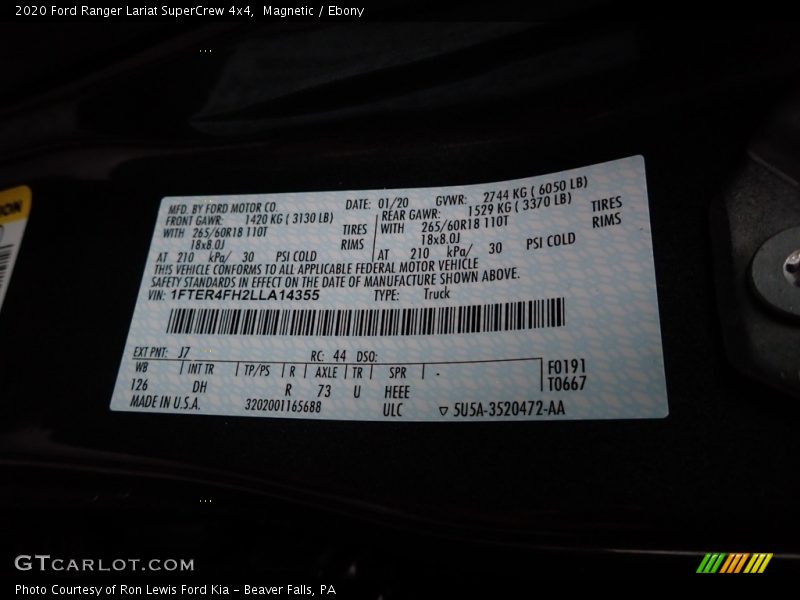 2020 Ford Ranger Lariat SuperCrew 4x4, Magnetic / Ebony
ION
MFD. BY FORD MOTOR CO. DATE: 01/20 GVWR: 2744 KG ( 6050 LB)
FRONT GAWR: 1420 KG ( 3130 LB) REAR GAWR: 1529 KG ( 3370 LB)
WITH 265/60R18 110T TIRES WITH 265/60R18 110T TIRES
18x8.0J RIMS 18x8.0J RIMS
AT 210 kPa/ 30 PSI COLD AT 210 kPa/ 30 PSI COLD
THIS VEHICLE CONFORMS TO ALL APPLICABLE FEDERAL MOTOR VEHICLE
SAFETY STANDARDS IN EFFECT ON THE DATE OF MANUFACTURE SHOWN ABOVE.
VIN: 1FTER4FH2LLA14355 TYPE: Truck
EXT PNT: J7 RC: 44 DSO:
WB INT TR TP/PS R AXLE TR SPR - F0191
126 DH R 73 U HEEE T0667
MADE IN U.S.A. 3202001165688 ULC ▽ 5U5A-3520472-AA
GTCARLOT.COM
Photo Courtesy of Ron Lewis Ford Kia - Beaver Falls, PA